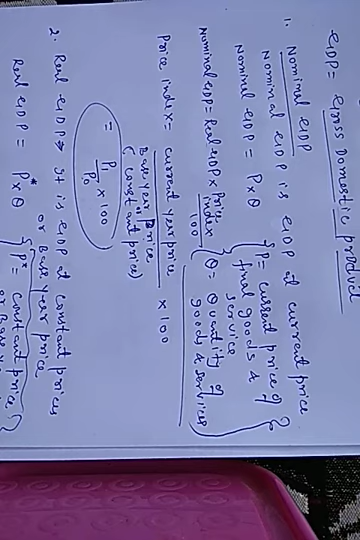 GDP = Gross Domestic product
1. Nominal GDP
Nominal GDP is GDP at current price
Nominal GDP = P×Q { P = current price of final goods & service
Nominal GDP = Real GDP × Price index / 100 { Q = Quantity of goods & services }
Price index = current year price / Base year price or (constant price) × 100
= P₁ / P₀ × 100
2. Real GDP → It is GDP at constant prices
or Base year price
Real GDP = P* × Q { P* = constant price }